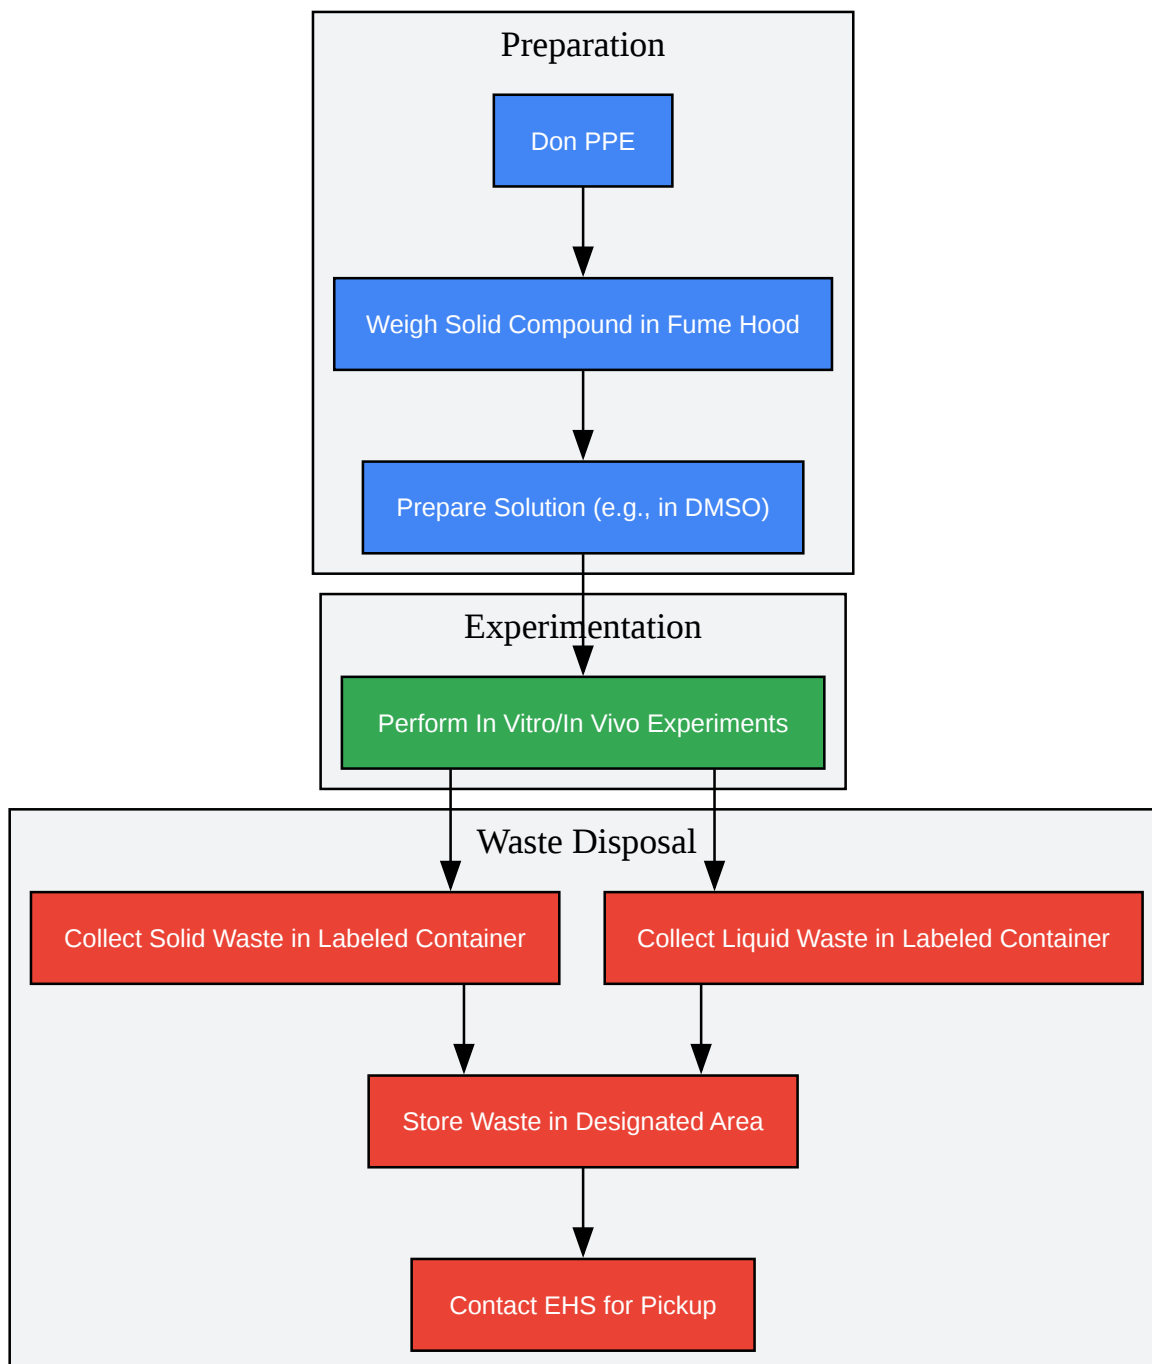 Preparation
Don PPE
Weigh Solid Compound in Fume Hood
Prepare Solution (e.g., in DMSO)
Experimentation
Perform In Vitro/In Vivo Experiments
Waste Disposal
Collect Solid Waste in Labeled Container
Collect Liquid Waste in Labeled Container
Store Waste in Designated Area
Contact EHS for Pickup